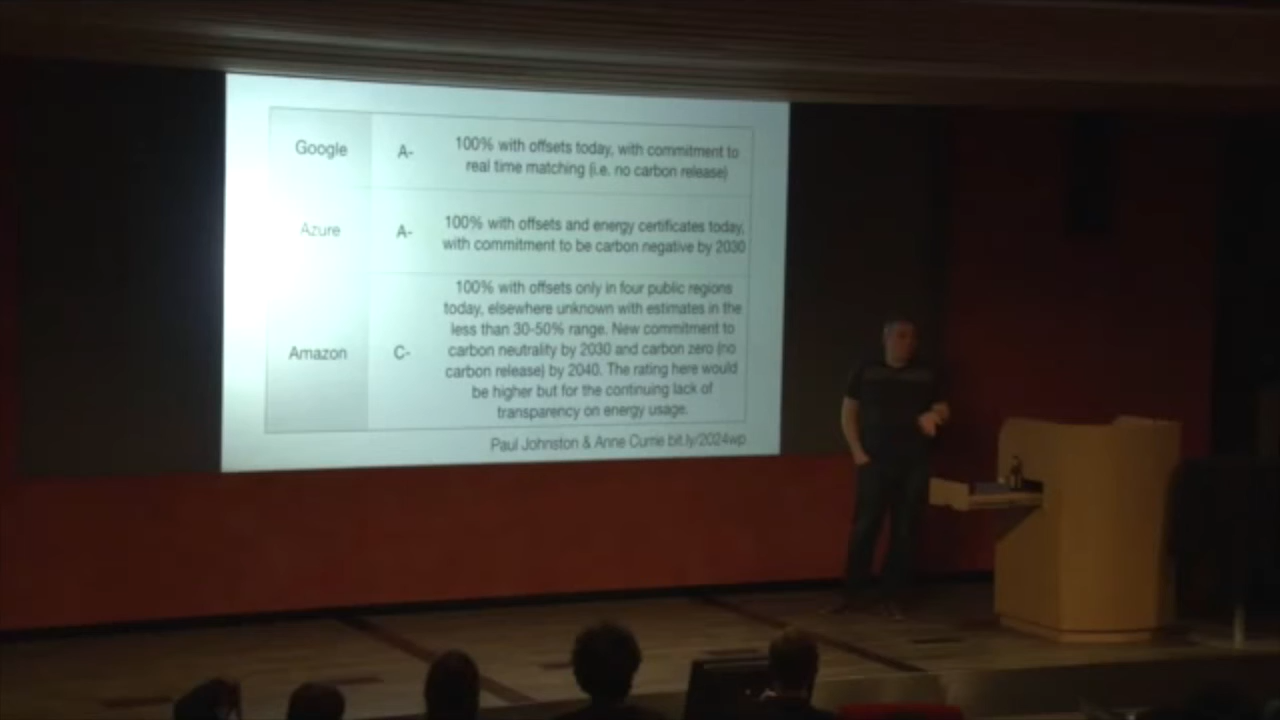 Google A- 100% with offsets today, with commitment to
real time matching (i.e. no carbon release)
Azure A- 100% with offsets and energy certificates today,
with commitment to be carbon negative by 2030
100% with offsets only in four public regions
today, elsewhere unknown with estimates in the
less than 30-50% range. New commitment to
Amazon C- carbon neutrality by 2030 and carbon zero (no
carbon release) by 2040. The rating here would
be higher but for the continuing lack of
transparency on energy usage.
Paul Johnston & Anne Currie bit.ly/2024wp